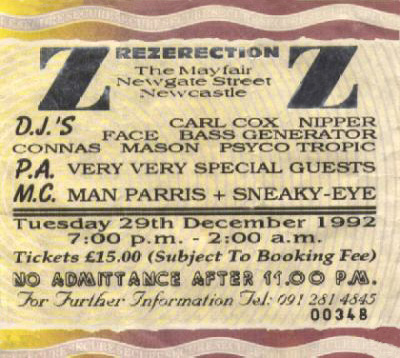 REZERECTION
The Mayfair
Newgate Street
Newcastle
Z Z
D.J.'S CARL COX NIPPER
FACE BASS GENERATOR
CONNAS MASON PSYCO TROPIC
P.A. VERY VERY SPECIAL GUESTS
M.C. MAN PARRIS + SNEAKY-EYE
Tuesday 29th December 1992
7:00 p.m. - 2:00 a.m.
Tickets £15.00 (Subject To Booking Fee)
NO ADMITTANCE AFTER 11.00 P.M.
For Further Information Tel: 091 281 4845
00348